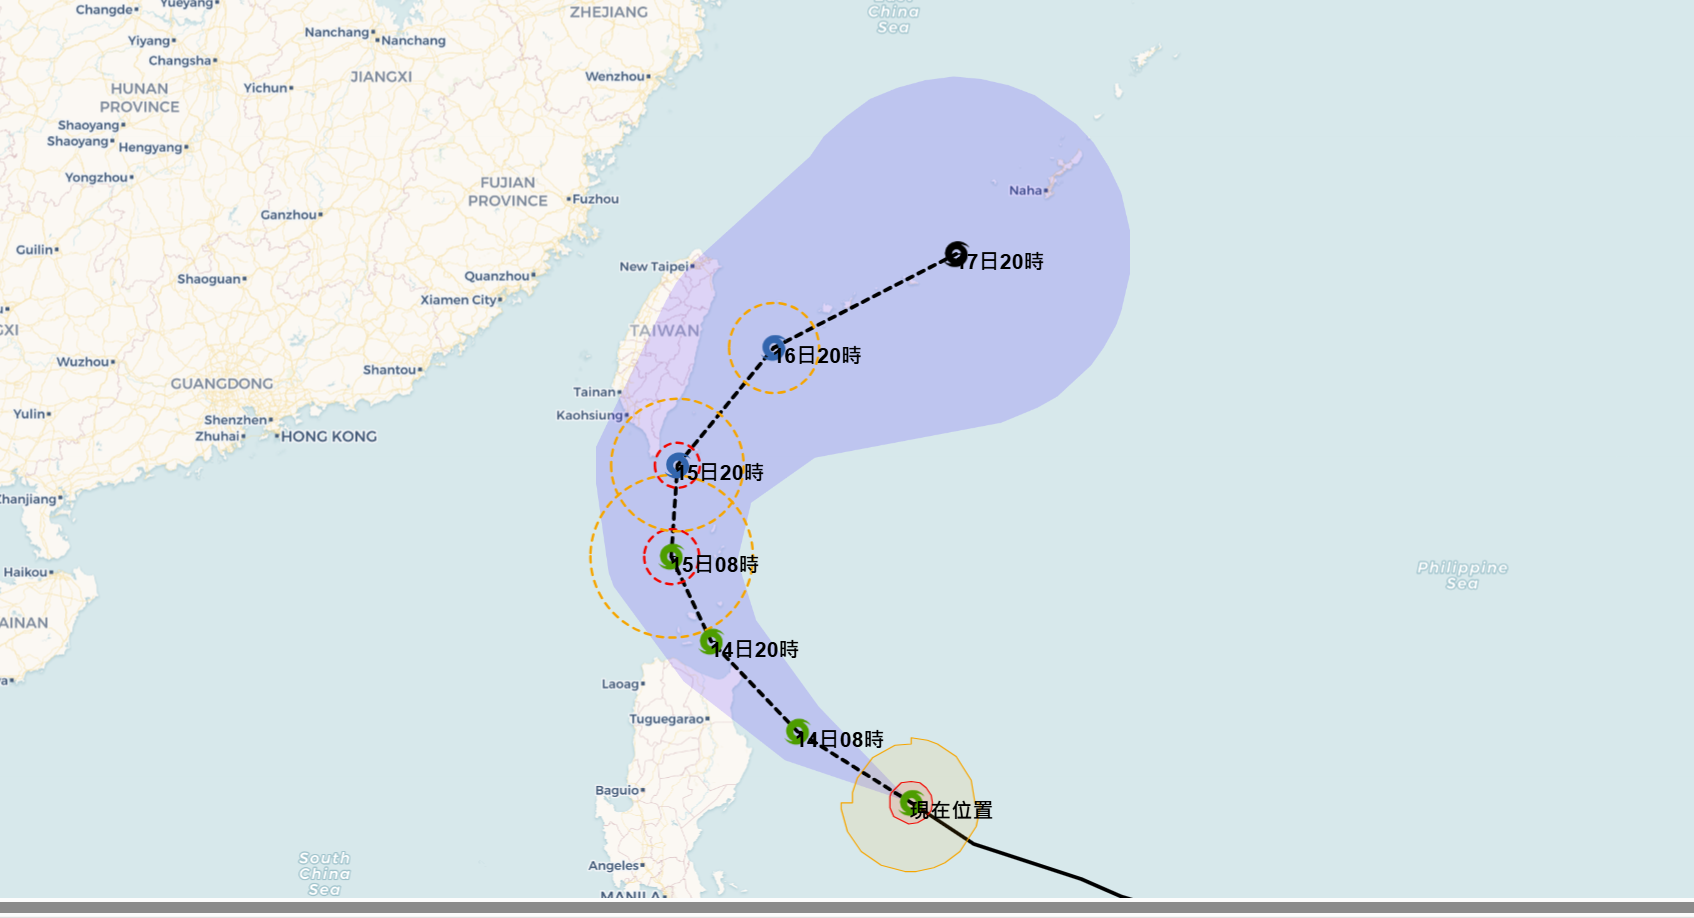 Changde
Yueyang
ZHEJIANG
China
Sea
Nanchang
Nanchang
Yiyang
Changsha
JIANGXI
Wenzhou
HUNAN
PROVINCE
Yichun
Shaoyang
Shaoyang
Hengyang
Yongzhou
FUJIAN
PROVINCE
Naha
Fuzhou
Ganzhou
Guilin
17日20時
New Taipei
Shaoguan
Quanzhou
Xiamen City
TAIWAN
16日20時
Wuzhou
Shantou
GUANGDONG
Tainan
Yulin
Kaohsiung
Shenzhen
Zhuhai
HONG KONG
15日20時
Zhanjiang
15日08時
Haikou
Philippine
Sea
14日20時
Laoag
Tuguegarao
14日08時
Baguio
現在位置
South
China
Sea
Angeles
MANILA